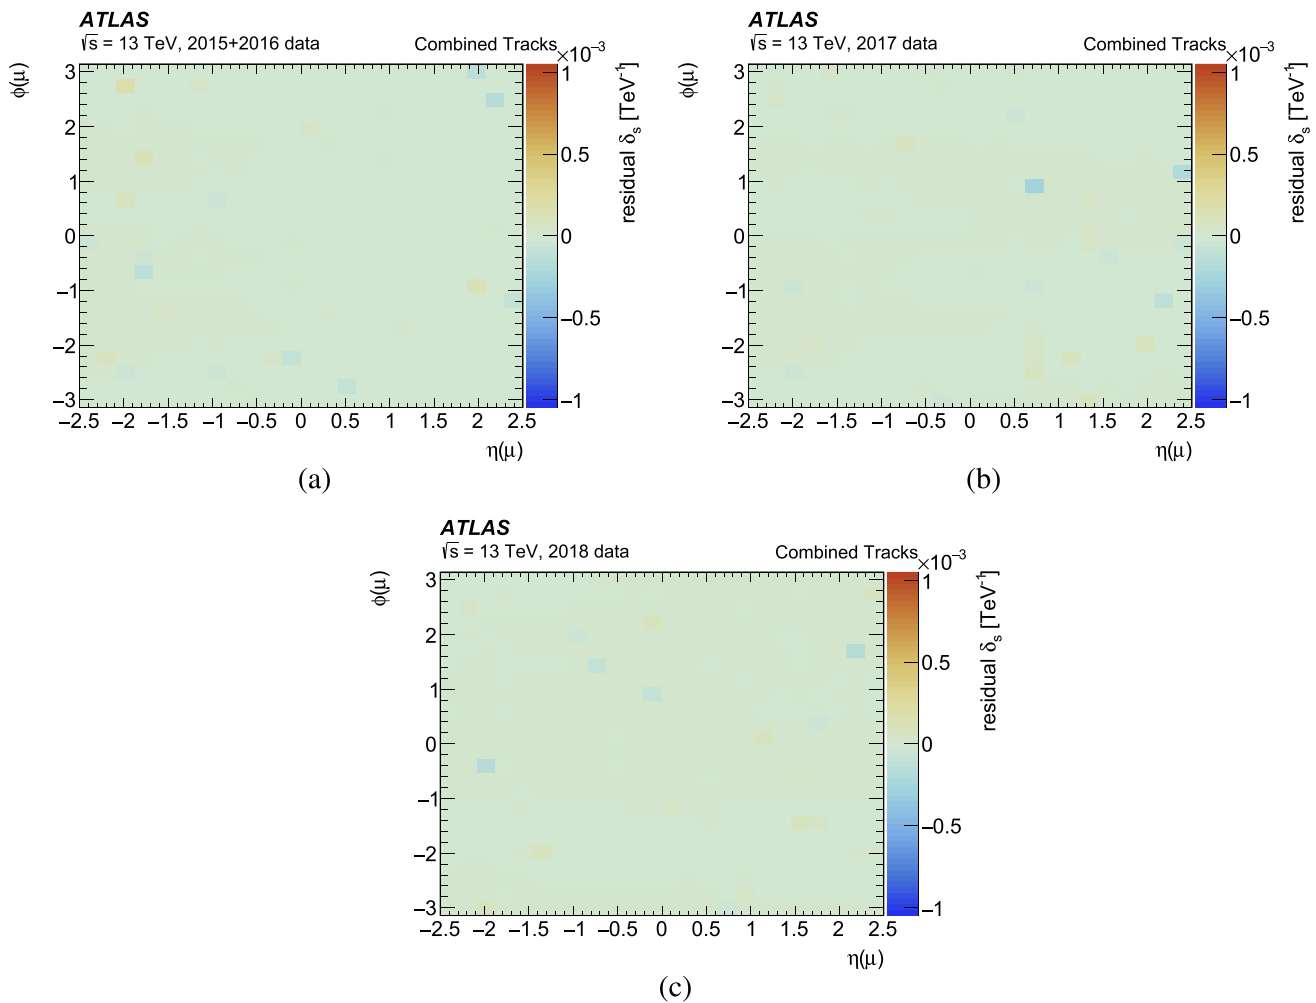 ATLAS
√s = 13 TeV, 2015+2016 data
Combined Tracks
×10⁻³
ϕ(μ)
3
2
1
0
−1
−2
−3
−2.5 −2 −1.5 −1 −0.5 0 0.5 1 1.5 2 2.5
η(μ)
1
0.5
0
−0.5
−1
residual δₛ [TeV⁻¹]
(a)
ATLAS
√s = 13 TeV, 2017 data
Combined Tracks
×10⁻³
ϕ(μ)
3
2
1
0
−1
−2
−3
−2.5 −2 −1.5 −1 −0.5 0 0.5 1 1.5 2 2.5
η(μ)
1
0.5
0
−0.5
−1
residual δₛ [TeV⁻¹]
(b)
ATLAS
√s = 13 TeV, 2018 data
Combined Tracks
×10⁻³
ϕ(μ)
3
2
1
0
−1
−2
−3
−2.5 −2 −1.5 −1 −0.5 0 0.5 1 1.5 2 2.5
η(μ)
1
0.5
0
−0.5
−1
residual δₛ [TeV⁻¹]
(c)